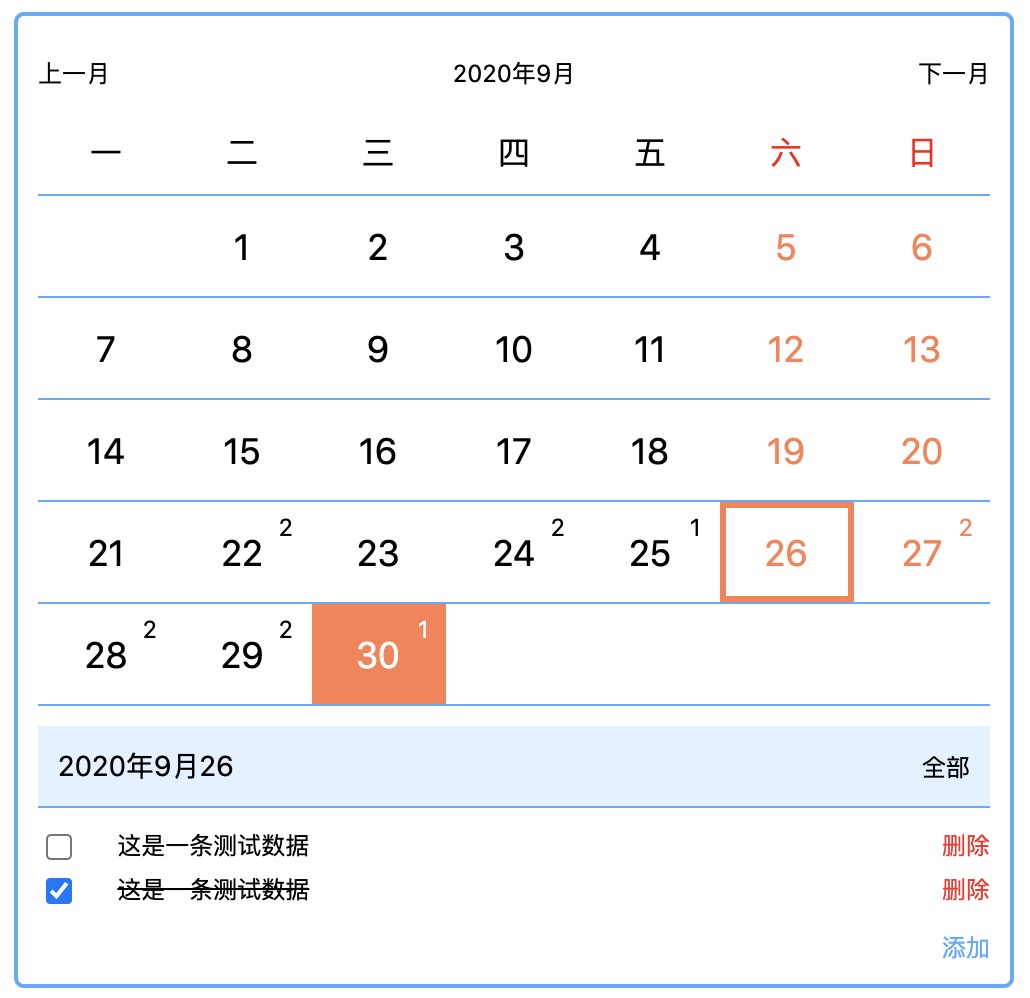 上一月 2020年9月 下一月
一 二 三 四 五 六 日
1 2 3 4 5 6
7 8 9 10 11 12 13
14 15 16 17 18 19 20
21 22 2 23 24 2 25 1 26 27 2
28 2 29 2 30 1
2020年9月26 全部
这是一条测试数据 删除
这是一条测试数据 删除
添加